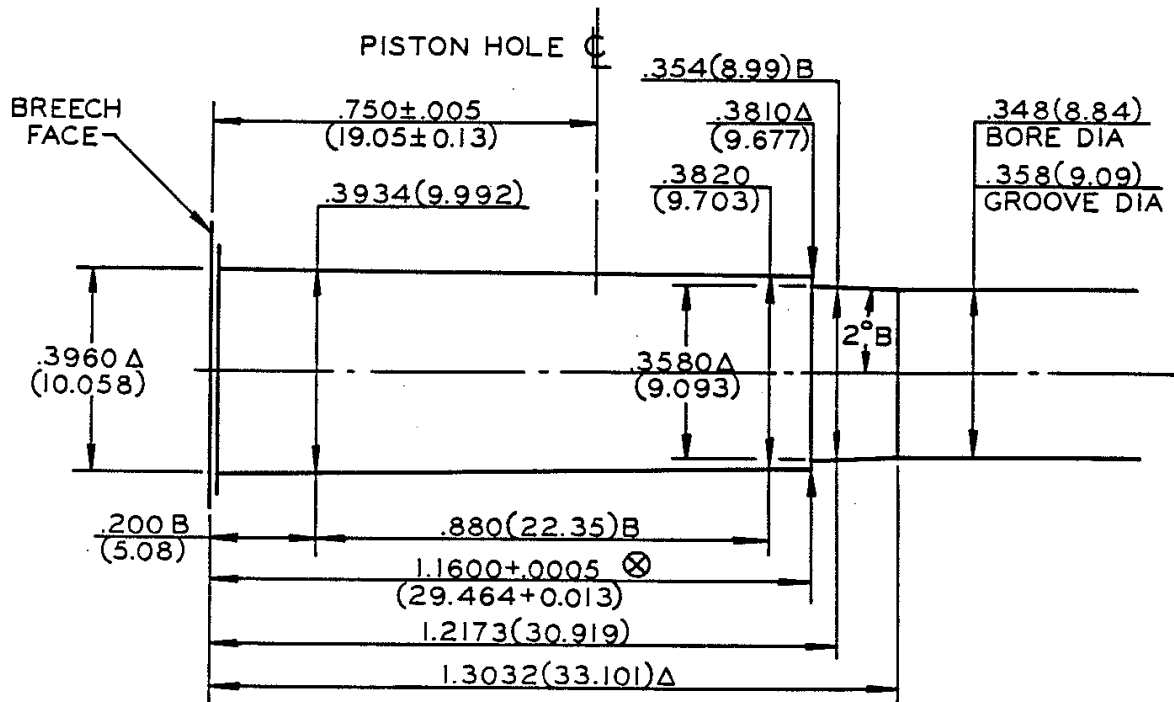 PISTON HOLE ℄
.354(8.99)B
BREECH
FACE
.750±.005
(19.05±0.13)
.3810Δ
(9.677)
.348(8.84)
BORE DIA
.3934(9.992)
.3820
(9.703)
.358(9.09)
GROOVE DIA
.3960Δ
(10.058)
.3580Δ
(9.093)
2°B
.200B
(5.08)
.880(22.35)B
1.1600+.0005 ⊗
(29.464+0.013)
1.2173(30.919)
1.3032(33.101)Δ